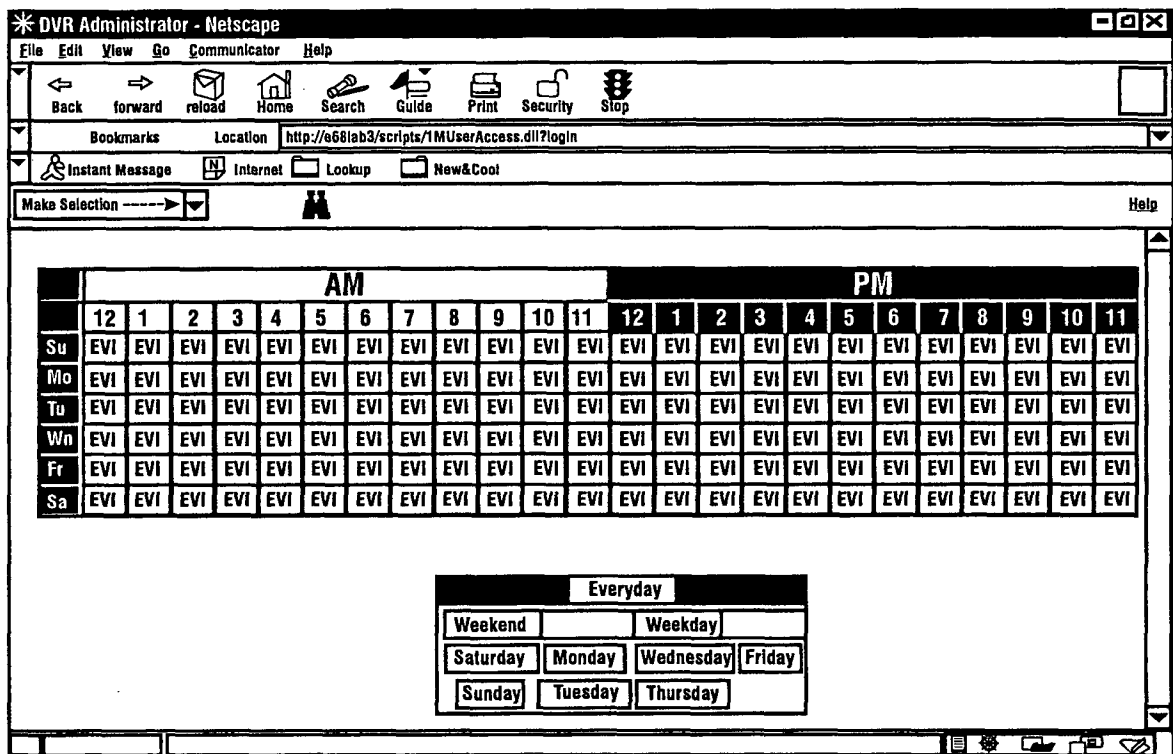 DVR Administrator - Netscape
File Edit View Go Communicator Help
Back forward reload Home Search Guide Print Security Stop
Bookmarks Location http://e68lab3/scripts/1MUserAccess.dll?login
Instant Message N Internet Lookup New&Cool
Make Selection -----> Help
AM PM
12 1 2 3 4 5 6 7 8 9 10 11 12 1 2 3 4 5 6 7 8 9 10 11
Su EVI EVI EVI EVI EVI EVI EVI EVI EVI EVI EVI EVI EVI EVI EVI EVI EVI EVI EVI EVI EVI EVI EVI EVI
Mo EVI EVI EVI EVI EVI EVI EVI EVI EVI EVI EVI EVI EVI EVI EVI EVI EVI EVI EVI EVI EVI EVI EVI EVI
Tu EVI EVI EVI EVI EVI EVI EVI EVI EVI EVI EVI EVI EVI EVI EVI EVI EVI EVI EVI EVI EVI EVI EVI EVI
Wn EVI EVI EVI EVI EVI EVI EVI EVI EVI EVI EVI EVI EVI EVI EVI EVI EVI EVI EVI EVI EVI EVI EVI EVI
Fr EVI EVI EVI EVI EVI EVI EVI EVI EVI EVI EVI EVI EVI EVI EVI EVI EVI EVI EVI EVI EVI EVI EVI EVI
Sa EVI EVI EVI EVI EVI EVI EVI EVI EVI EVI EVI EVI EVI EVI EVI EVI EVI EVI EVI EVI EVI EVI EVI EVI
Everyday
Weekend Weekday
Saturday Monday Wednesday Friday
Sunday Tuesday Thursday